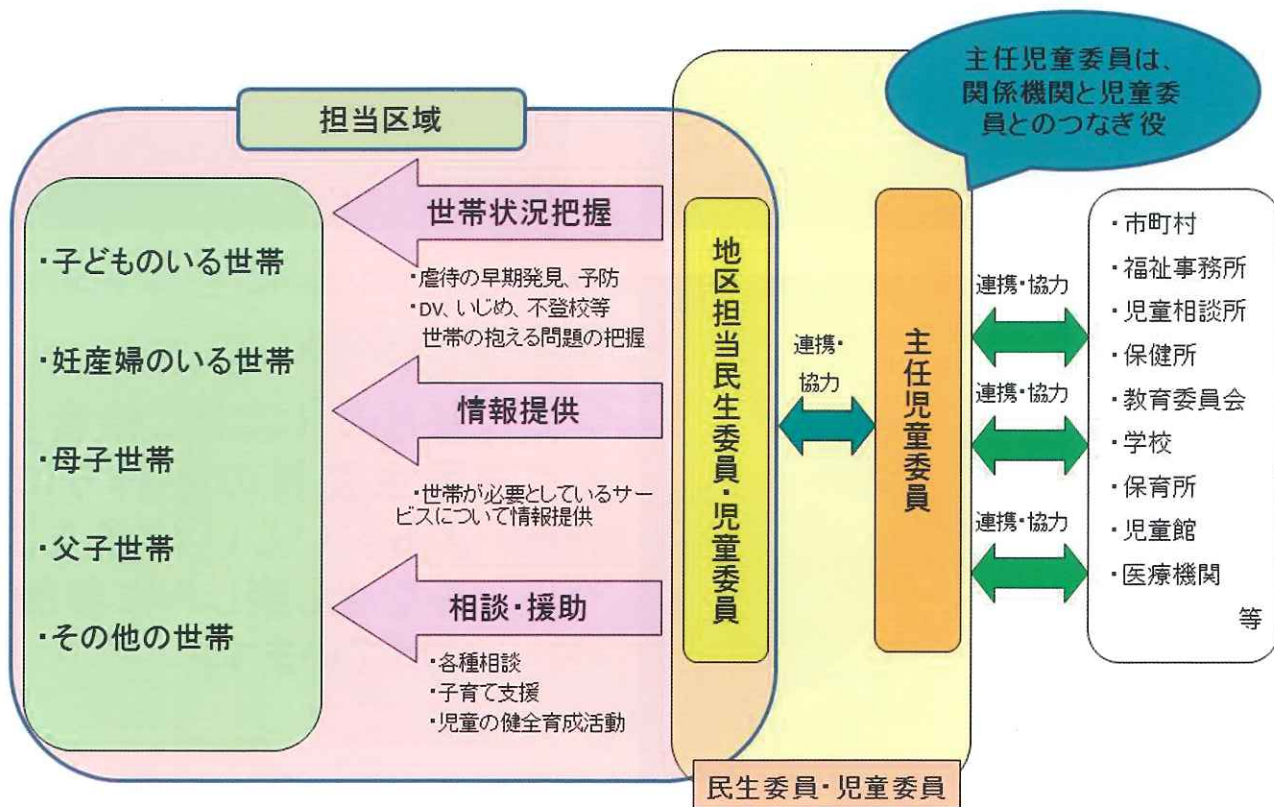 主任児童委員は、
関係機関と児童委
員とのつなぎ役
担当区域
・子どものいる世帯
・妊産婦のいる世帯
・母子世帯
・父子世帯
・その他の世帯
世帯状況把握
・虐待の早期発見、予防
・DV、いじめ、不登校等
世帯の抱える問題の把握
情報提供
・世帯が必要としているサー
ビスについて情報提供
相談・援助
・各種相談
・子育て支援
・児童の健全育成活動
地区担当民生委員・児童委員
連携・
協力
主任児童委員
連携・協力
連携・協力
連携・協力
・市町村
・福祉事務所
・児童相談所
・保健所
・教育委員会
・学校
・保育所
・児童館
・医療機関
等
民生委員・児童委員